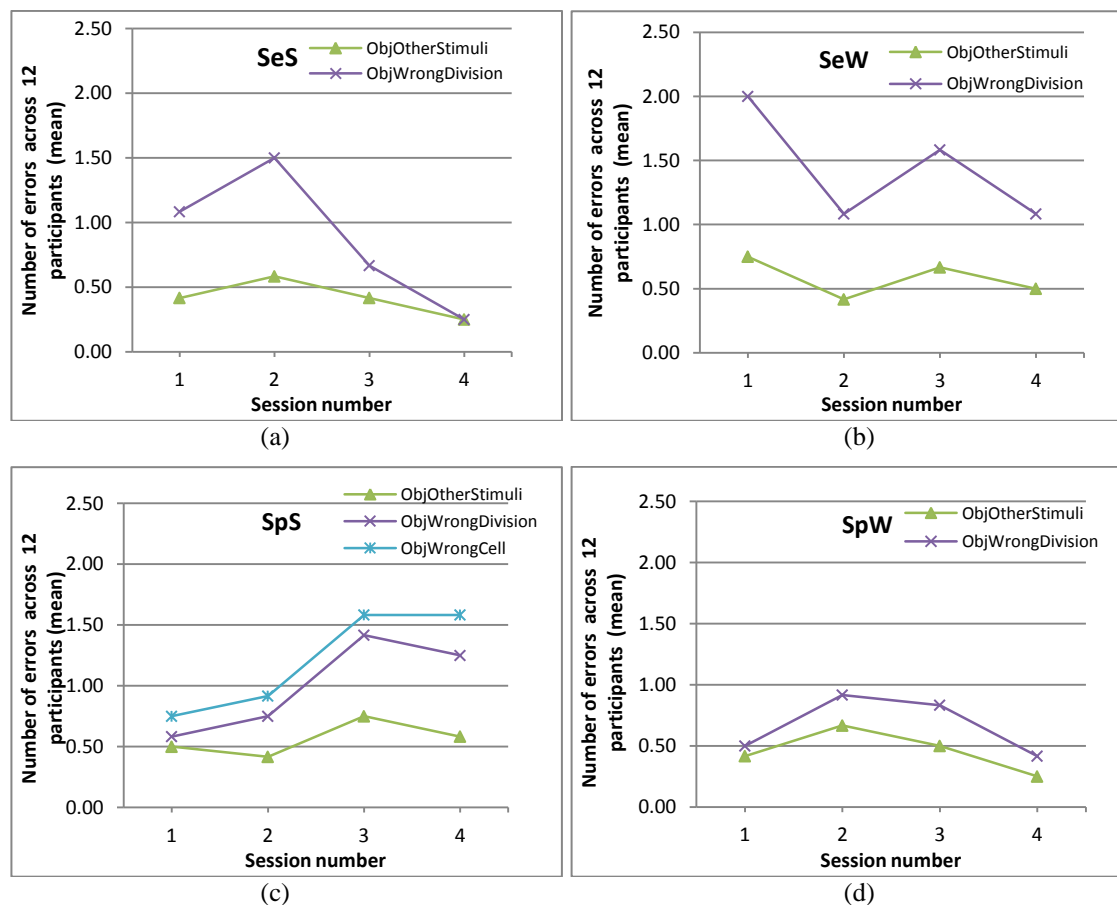 2.50
2.00
1.50
1.00
0.50
0.00
Number of errors across 12
participants (mean)
SeS
ObjOtherStimuli
ObjWrongDivision
1 2 3 4
Session number
(a)
2.50
2.00
1.50
1.00
0.50
0.00
Number of errors across 12
participants (mean)
SeW
ObjOtherStimuli
ObjWrongDivision
1 2 3 4
Session number
(b)
2.50
2.00
1.50
1.00
0.50
0.00
Number of errors across 12
participants (mean)
SpS
ObjOtherStimuli
ObjWrongDivision
ObjWrongCell
1 2 3 4
Session number
(c)
2.50
2.00
1.50
1.00
0.50
0.00
Number of errors across 12
participants (mean)
SpW
ObjOtherStimuli
ObjWrongDivision
1 2 3 4
Session number
(d)